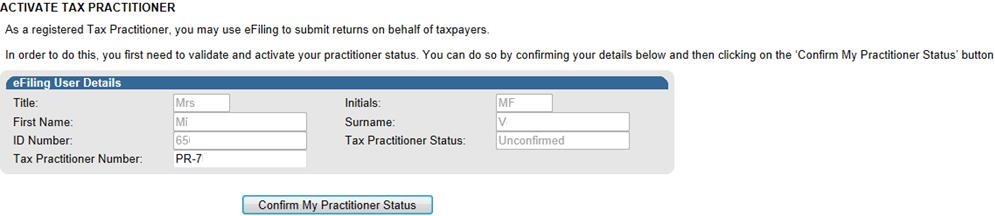 ACTIVATE TAX PRACTITIONER
As a registered Tax Practitioner, you may use eFiling to submit returns on behalf of taxpayers.
In order to do this, you first need to validate and activate your practitioner status. You can do so by confirming your details below and then clicking on the 'Confirm My Practitioner Status' button
eFiling User Details
Title: Mrs Initials: MF
First Name: Mi Surname: V
ID Number: 650 Tax Practitioner Status: Unconfirmed
Tax Practitioner Number: PR-7
Confirm My Practitioner Status